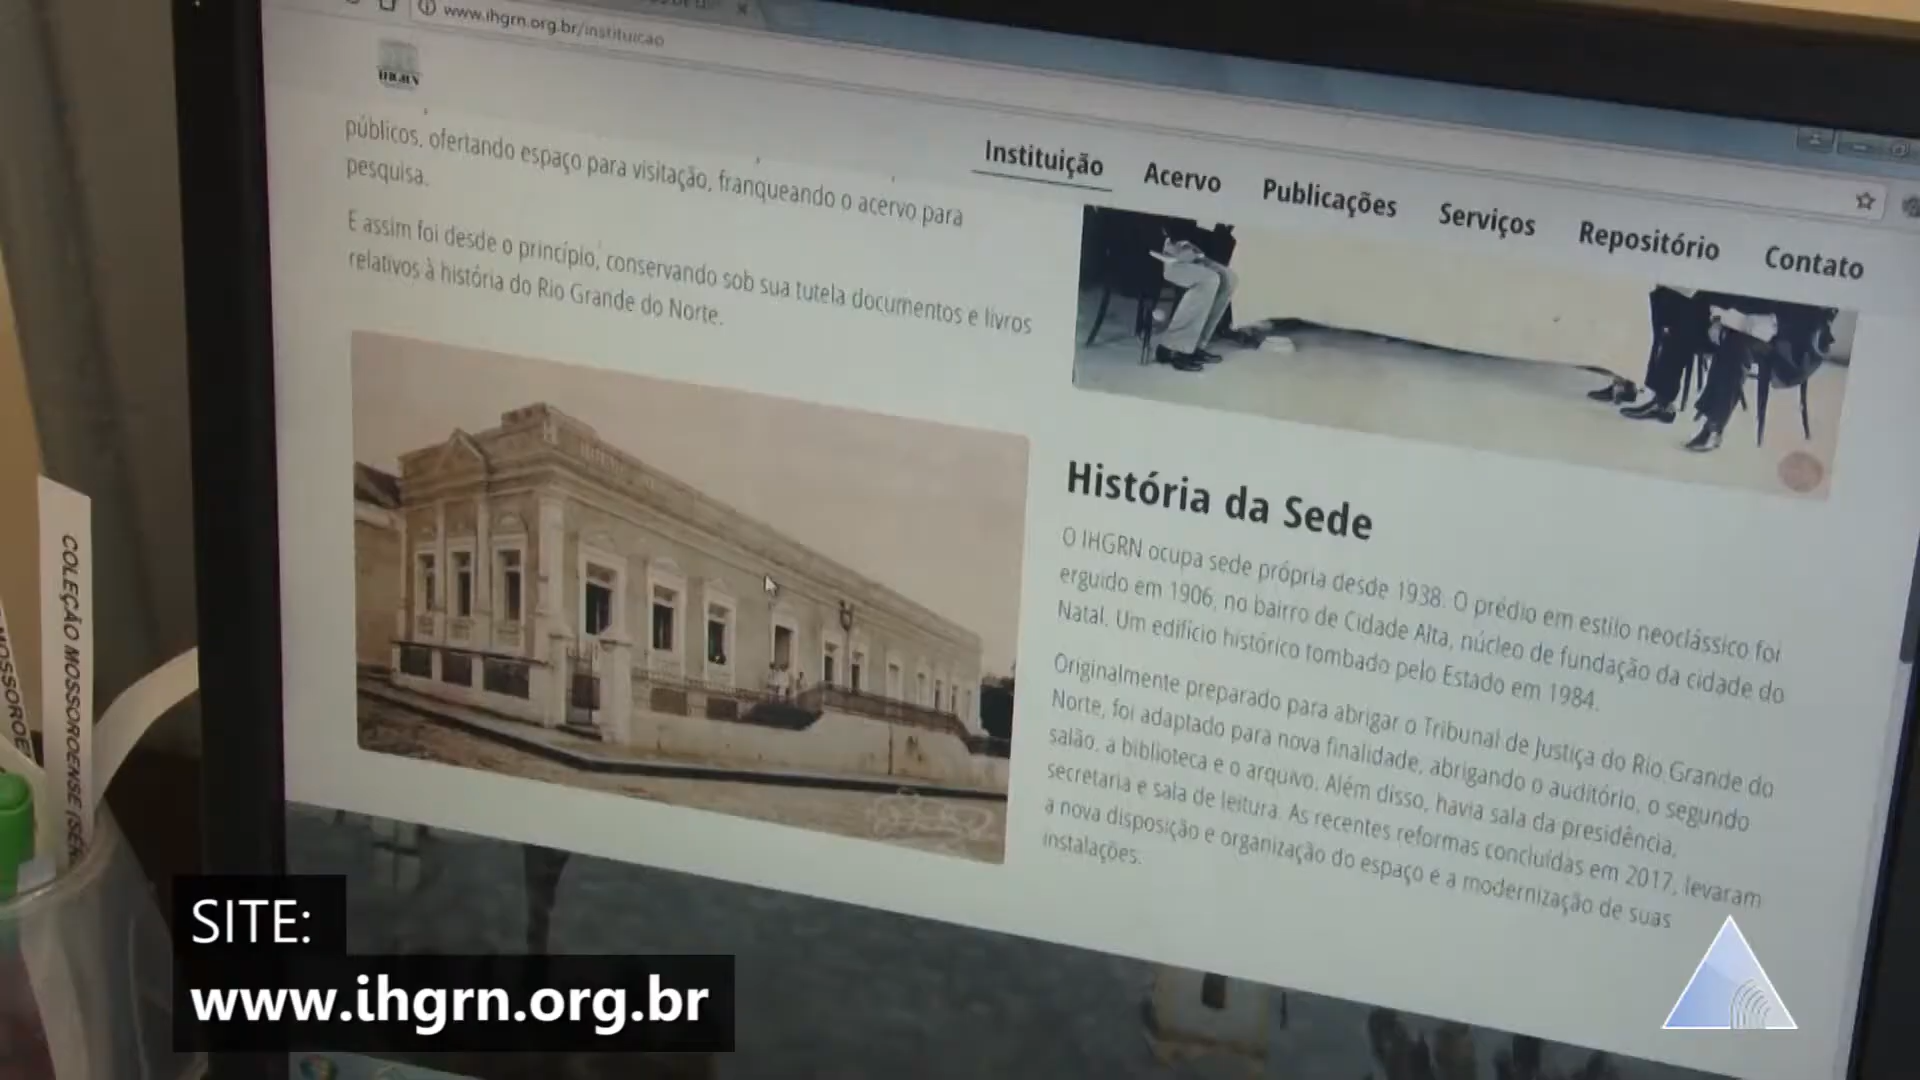 www.ihgrn.org.br/instituicao
IHGRN
Instituição
Acervo
Publicações
Serviços
Repositório
Contato
públicos, ofertando espaço para visitação, franqueando o acervo para
pesquisa.
E assim foi desde o princípio, conservando sob sua tutela documentos e livros
relativos à história do Rio Grande do Norte.
História da Sede
O IHGRN ocupa sede própria desde 1938. O prédio em estilo neoclássico foi
erguido em 1906, no bairro de Cidade Alta, núcleo de fundação da cidade do
Natal. Um edifício histórico tombado pelo Estado em 1984.
Originalmente preparado para abrigar o Tribunal de Justiça do Rio Grande do
Norte, foi adaptado para nova finalidade, abrigando o auditório, o segundo
salão, a biblioteca e o arquivo. Além disso, havia sala da presidência,
secretaria e sala de leitura. As recentes reformas concluídas em 2017, levaram
a nova disposição e organização do espaço e a modernização de suas
instalações.
COLEÇÃO MOSSOROENSE (SÉR
MOSSOROE
SITE:
www.ihgrn.org.br